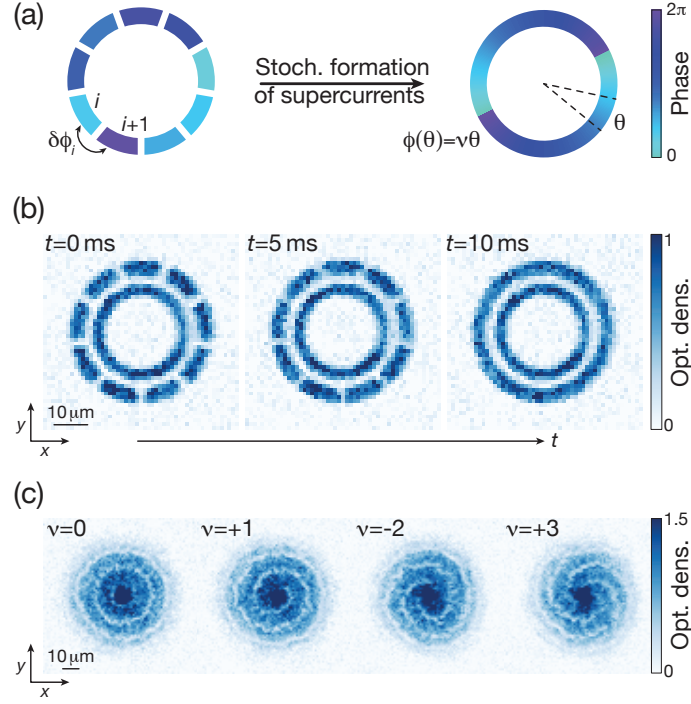 (a)
2π
Phase
0
i
i+1
δϕi
Stoch. formation
of supercurrents
ϕ(θ)=νθ
θ
(b)
t=0 ms
t=5 ms
t=10 ms
1
Opt. dens.
0
y
x
10 μm
t
(c)
ν=0
ν=+1
ν=-2
ν=+3
1.5
Opt. dens.
0
y
x
10 μm